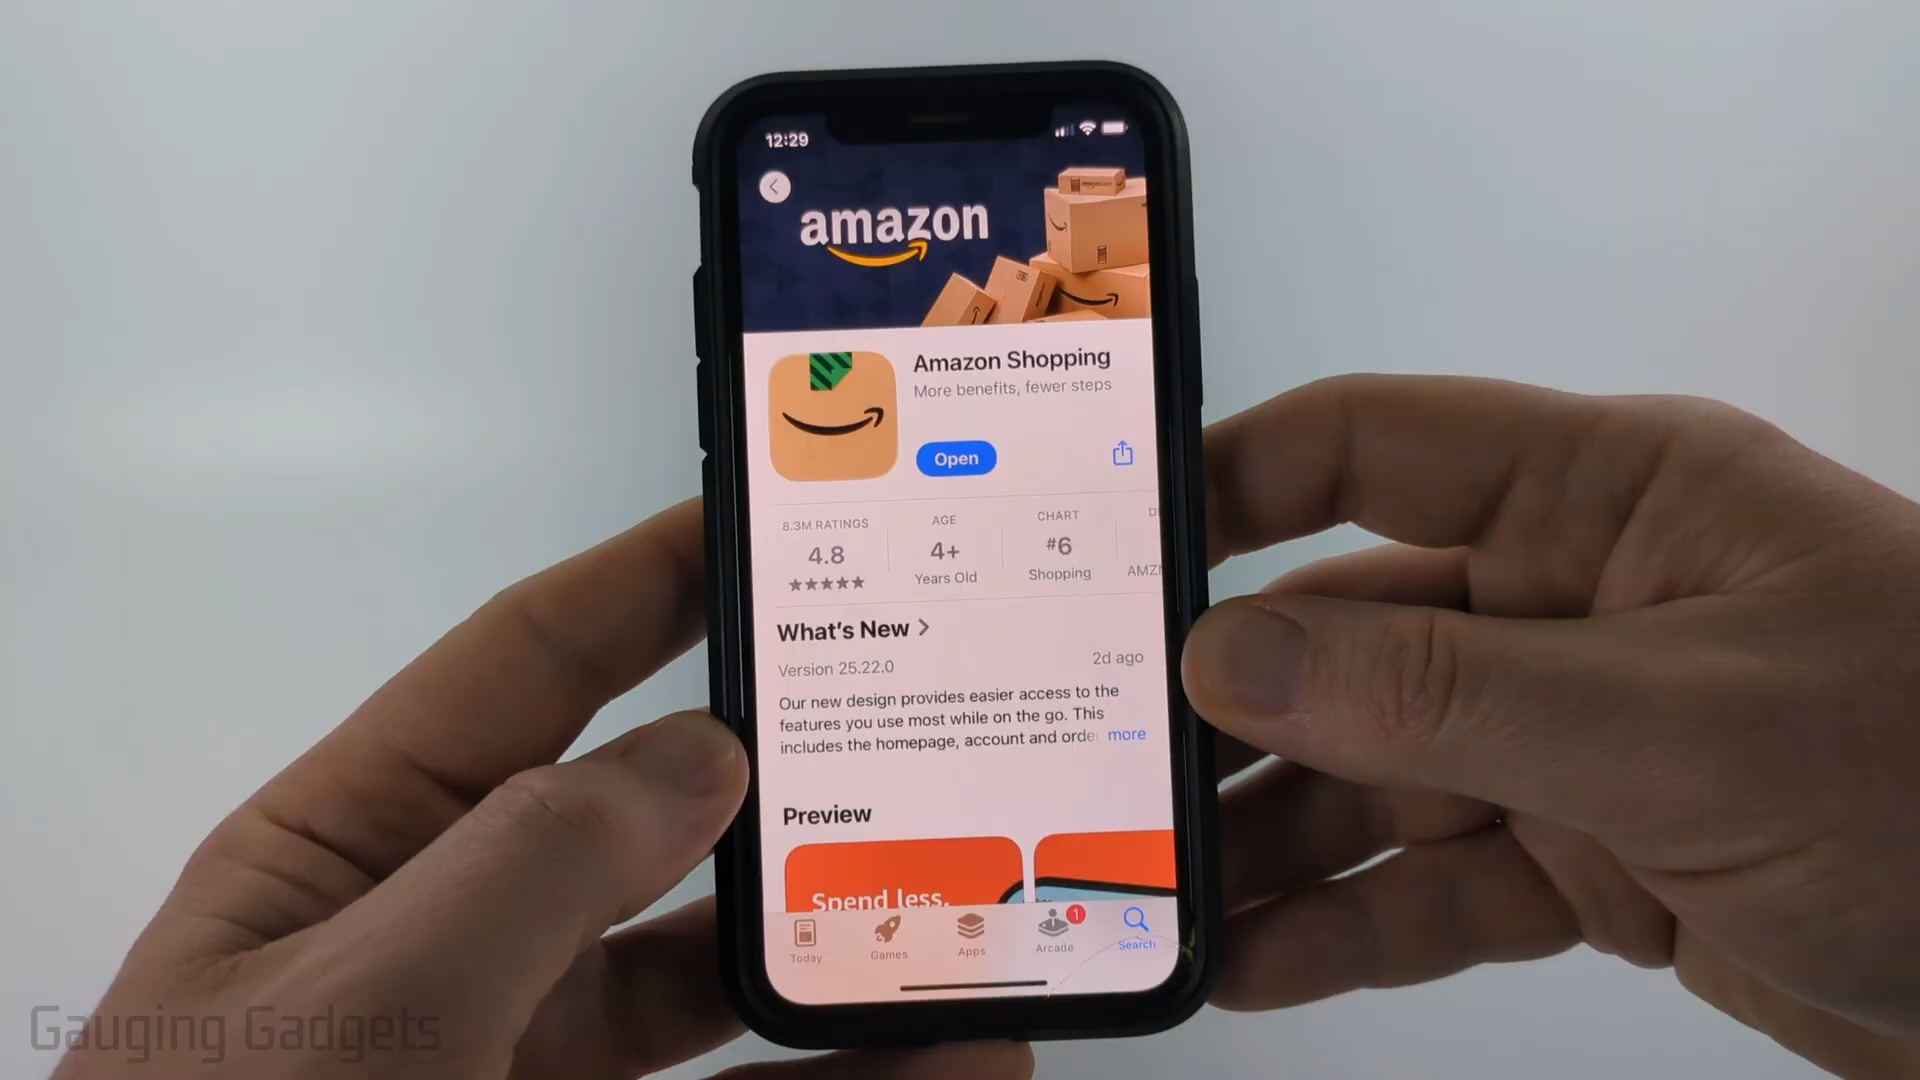 12:29
amazon
Amazon Shopping
More benefits, fewer steps
Open
8.3M RATINGS
AGE
CHART
D
4.8
4+
#6
★★★★★
Years Old
Shopping
AMZ
What's New >
Version 25.22.0
2d ago
Our new design provides easier access to the
features you use most while on the go. This
includes the homepage, account and orde
more
Preview
Spend less.
Today
Games
Apps
Arcade
1
Search
Gauging Gadgets